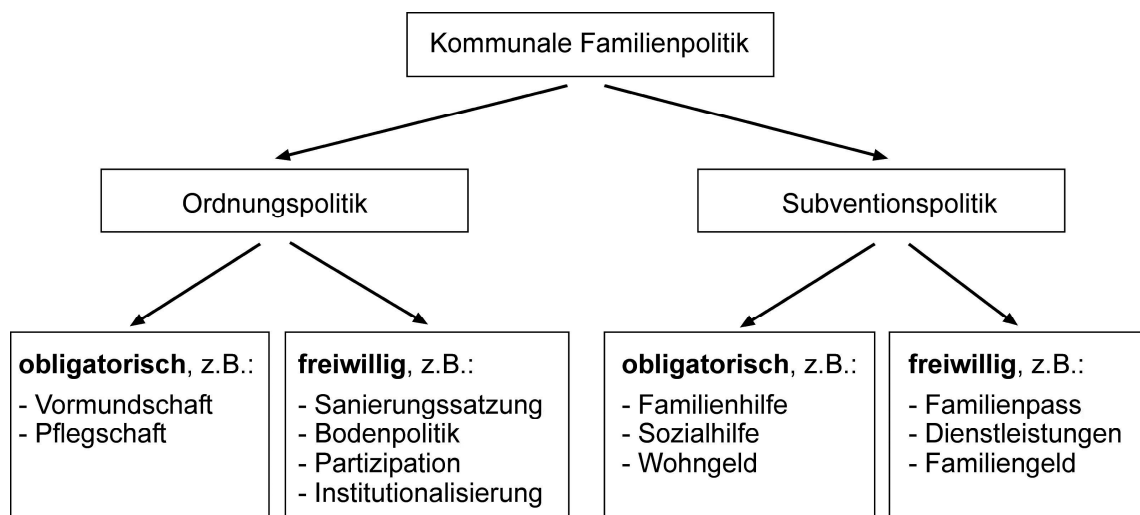 Kommunale Familienpolitik
Ordnungspolitik
Subventionspolitik
obligatorisch, z.B.:
- Vormundschaft
- Pflegschaft
freiwillig, z.B.:
- Sanierungssatzung
- Bodenpolitik
- Partizipation
- Institutionalisierung
obligatorisch, z.B.:
- Familienhilfe
- Sozialhilfe
- Wohngeld
freiwillig, z.B.:
- Familienpass
- Dienstleistungen
- Familiengeld